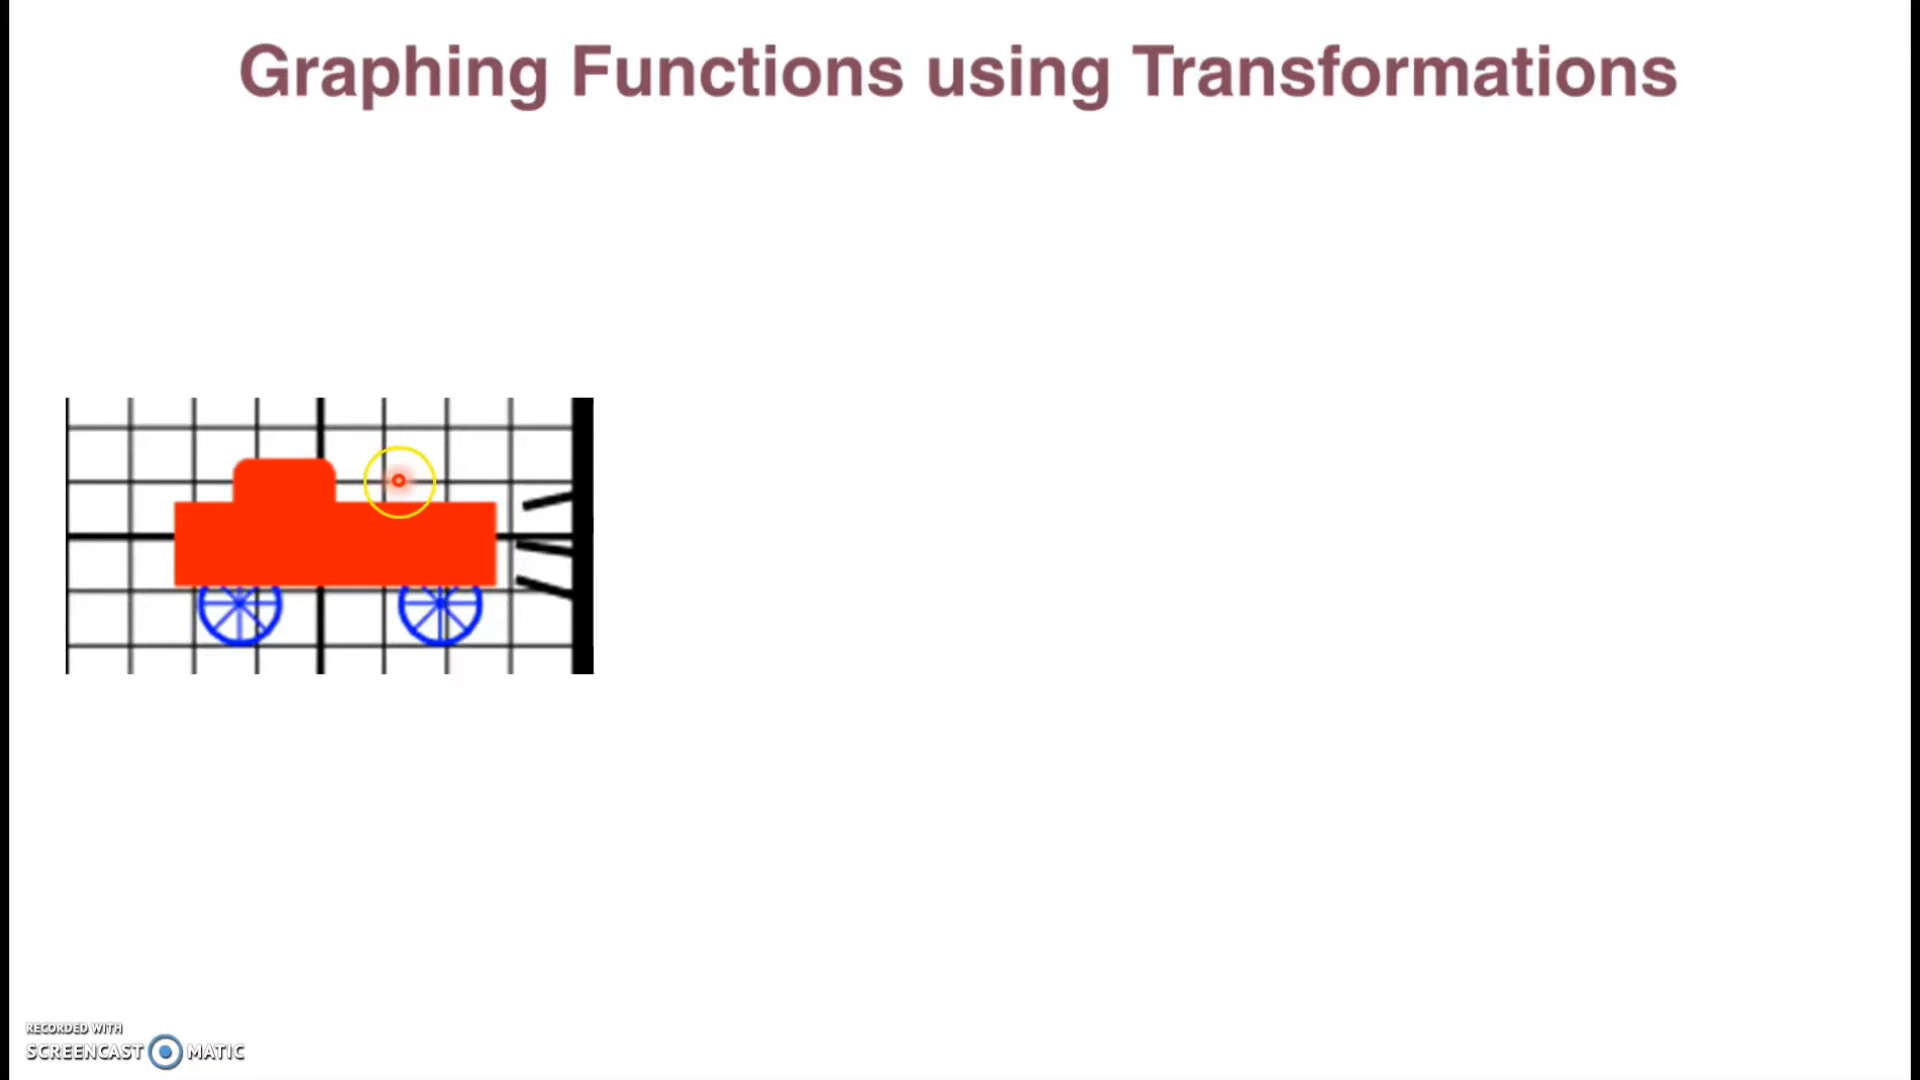 Graphing Functions using Transformations
RECORDED WITH
SCREENCAST MATIC